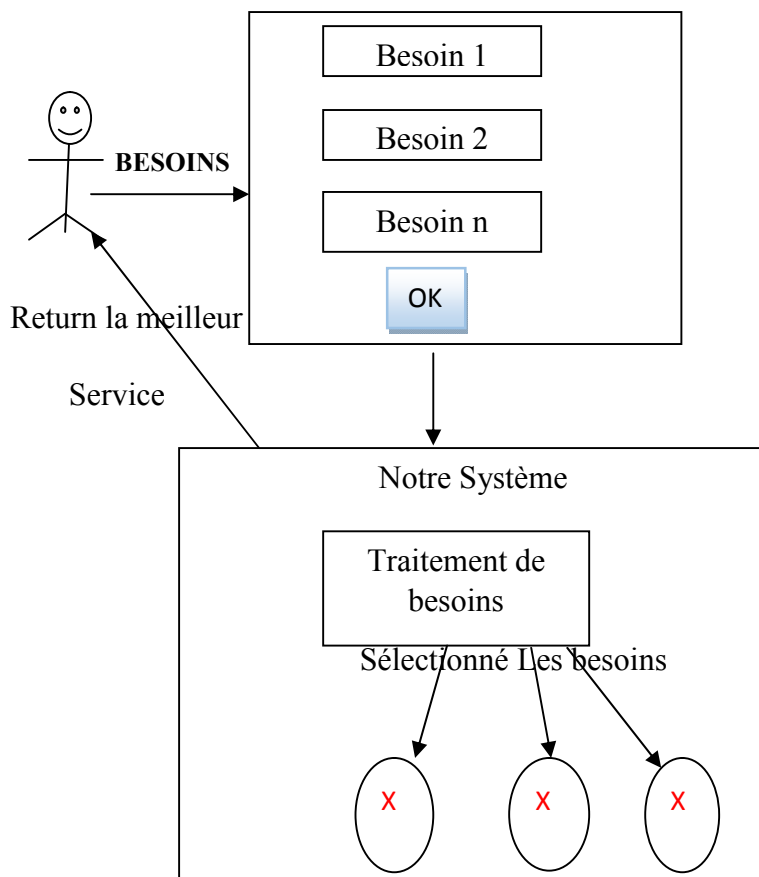 Besoin 1
Besoin 2
BESOINS
Besoin n
OK
Return la meilleur
Service
Notre Système
Traitement de
besoins
Sélectionné Les besoins
X X X